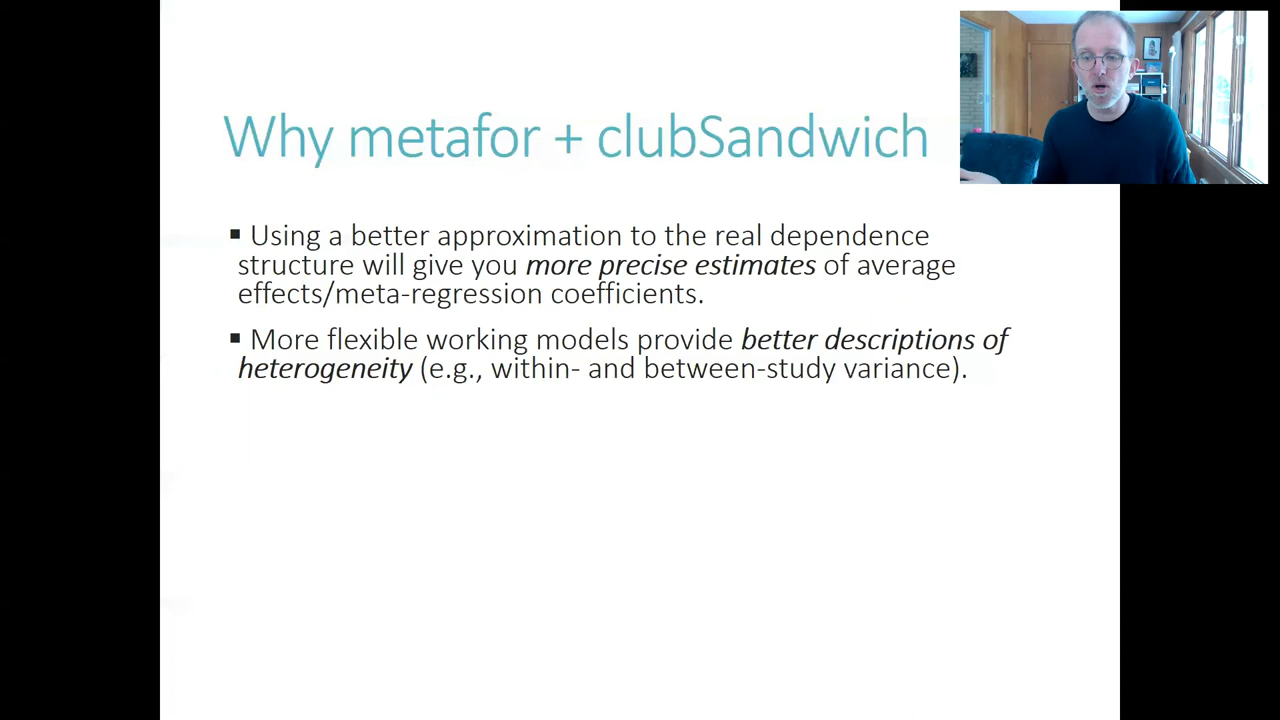 Why metafor + clubSandwich
▪ Using a better approximation to the real dependence
structure will give you more precise estimates of average
effects/meta-regression coefficients.
▪ More flexible working models provide better descriptions of
heterogeneity (e.g., within- and between-study variance).